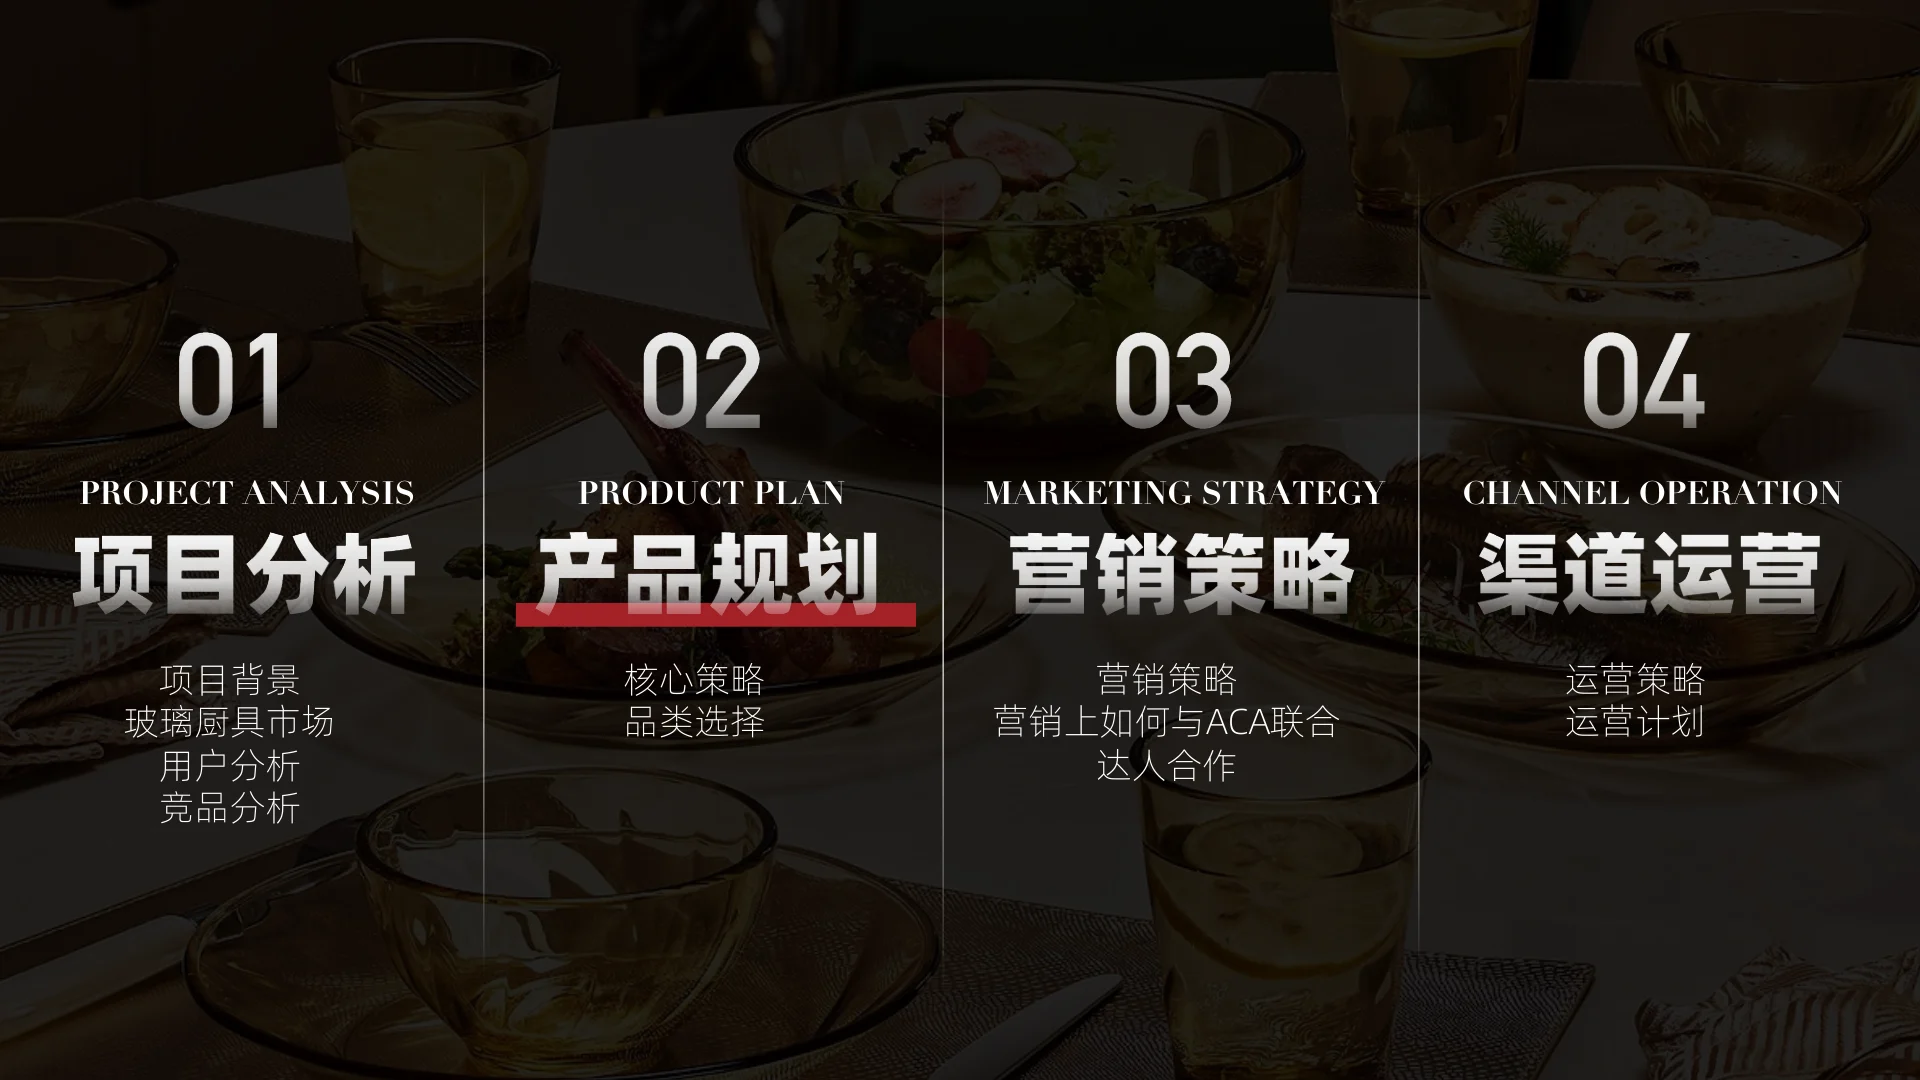 01
PROJECT ANALYSIS
项目分析
项目背景
玻璃厨具市场
用户分析
竞品分析
02
PRODUCT PLAN
产品规划
核心策略
品类选择
03
MARKETING STRATEGY
营销策略
营销策略
营销上如何与ACA联合
达人合作
04
CHANNEL OPERATION
渠道运营
运营策略
运营计划